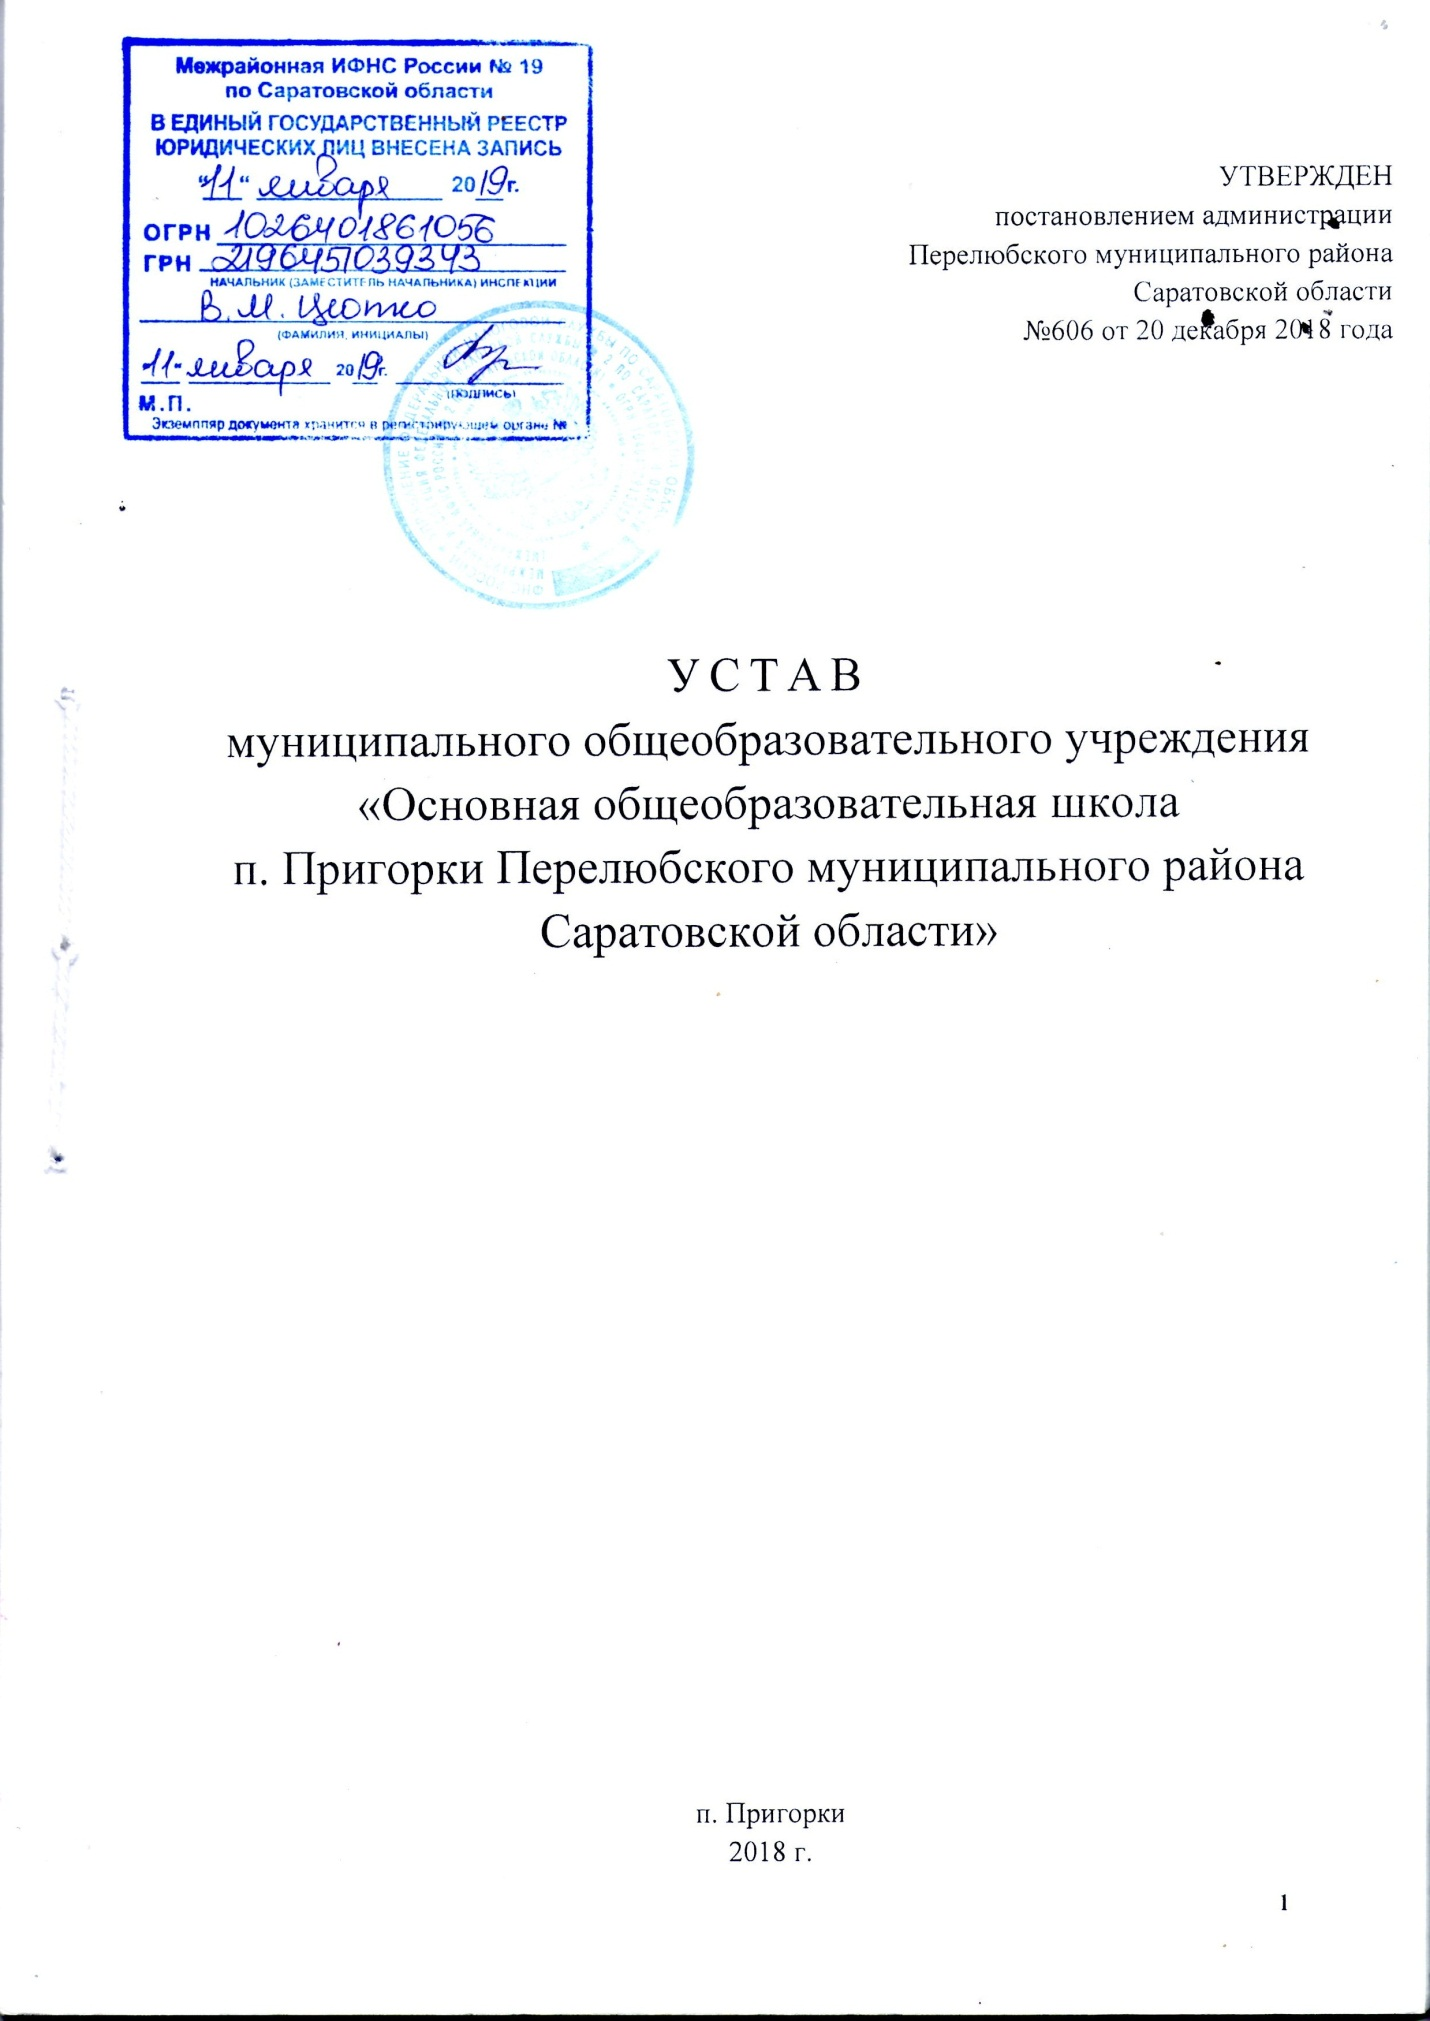 Межрайонная ИФНС России № 19
по Саратовской области
В ЕДИНЫЙ ГОСУДАРСТВЕННЫЙ РЕЕСТР
ЮРИДИЧЕСКИХ ЛИЦ ВНЕСЕНА ЗАПИСЬ
"11" января 2019г.
ОГРН 1026401861056
ГРН 2196451039343
НАЧАЛЬНИК (ЗАМЕСТИТЕЛЬ НАЧАЛЬНИКА) ИНСПЕКЦИИ
В.М.
(ФАМИЛИЯ, ИНИЦИАЛЫ)
"11" января 2019г.
(ПОДПИСЬ)
М.П.
Экземпляр документа хранится в регистрирующем органе №
УТВЕРЖДЕН
постановлением администрации
Перелюбского муниципального района
Саратовской области
№606 от 20 декабря 2018 года
У С Т А В
муниципального общеобразовательного учреждения
«Основная общеобразовательная школа
п. Пригорки Перелюбского муниципального района
Саратовской области»
п. Пригорки
2018 г.
1